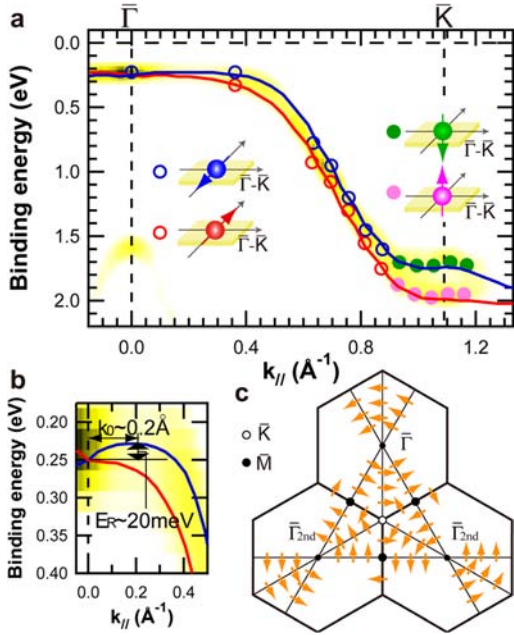 a
Γ̄
K̄
0.0
0.5
1.0
1.5
2.0
Binding energy (eV)
Γ̄-K̄
Γ̄-K̄
Γ̄-K̄
Γ̄-K̄
0.0
0.4
0.8
1.2
k// (Å⁻¹)
b
k₀~0.2Å
E_R~20meV
0.20
0.25
0.30
0.35
0.40
Binding energy (eV)
0.0
0.2
0.4
k// (Å⁻¹)
c
K̄
M̄
Γ̄
Γ̄2nd
Γ̄2nd